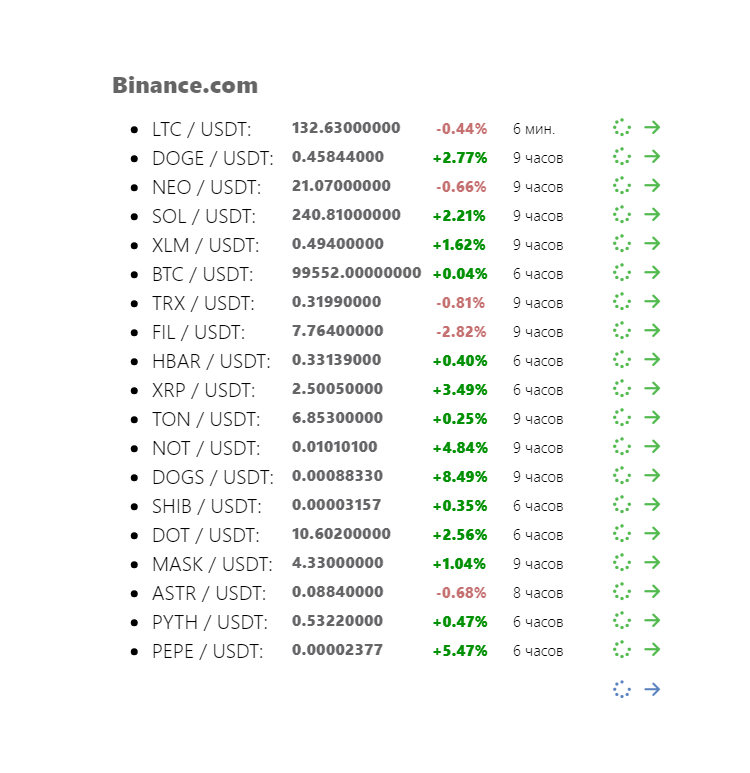 Binance.com
LTC / USDT: 132.63000000 -0.44% 6 мин.
DOGE / USDT: 0.45844000 +2.77% 9 часов
NEO / USDT: 21.07000000 -0.66% 9 часов
SOL / USDT: 240.81000000 +2.21% 9 часов
XLM / USDT: 0.49400000 +1.62% 9 часов
BTC / USDT: 99552.00000000 +0.04% 6 часов
TRX / USDT: 0.31990000 -0.81% 9 часов
FIL / USDT: 7.76400000 -2.82% 9 часов
HBAR / USDT: 0.33139000 +0.40% 6 часов
XRP / USDT: 2.50050000 +3.49% 6 часов
TON / USDT: 6.85300000 +0.25% 9 часов
NOT / USDT: 0.01010100 +4.84% 9 часов
DOGS / USDT: 0.00088330 +8.49% 9 часов
SHIB / USDT: 0.00003157 +0.35% 6 часов
DOT / USDT: 10.60200000 +2.56% 6 часов
MASK / USDT: 4.33000000 +1.04% 9 часов
ASTR / USDT: 0.08840000 -0.68% 8 часов
PYTH / USDT: 0.53220000 +0.47% 6 часов
PEPE / USDT: 0.00002377 +5.47% 6 часов